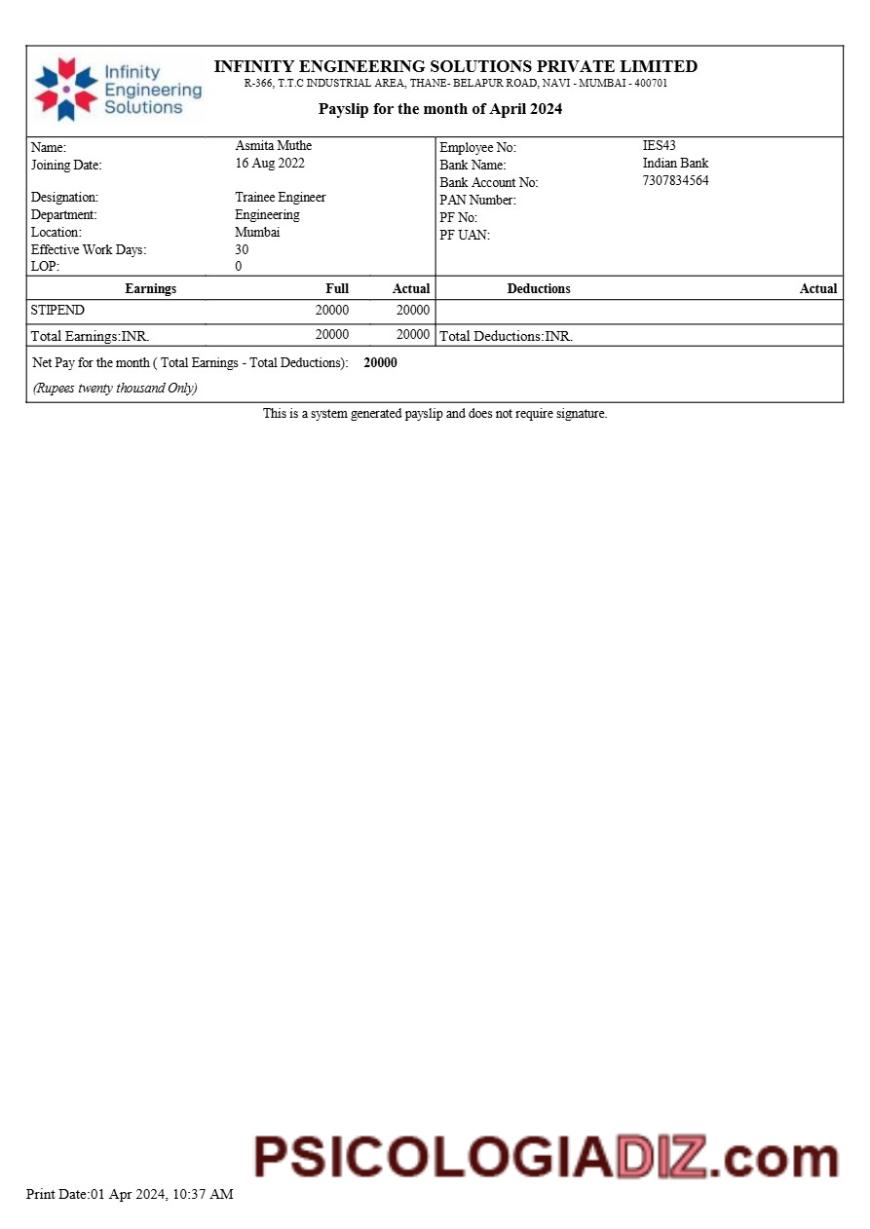 Infinity
Engineering
Solutions
INFINITY ENGINEERING SOLUTIONS PRIVATE LIMITED
R-366, T.T.C INDUSTRIAL AREA, THANE- BELAPUR ROAD, NAVI - MUMBAI - 400701
Payslip for the month of April 2024
Name: Asmita Muthe
Joining Date: 16 Aug 2022
Designation: Trainee Engineer
Department: Engineering
Location: Mumbai
Effective Work Days: 30
LOP: 0
Employee No: IES43
Bank Name: Indian Bank
Bank Account No: 7307834564
PAN Number:
PF No:
PF UAN:
Earnings Full Actual Deductions Actual
STIPEND 20000 20000
Total Earnings:INR. 20000 20000 Total Deductions:INR.
Net Pay for the month ( Total Earnings - Total Deductions): 20000
(Rupees twenty thousand Only)
This is a system generated payslip and does not require signature.
PSICOLOGIADIZ.com
Print Date:01 Apr 2024, 10:37 AM